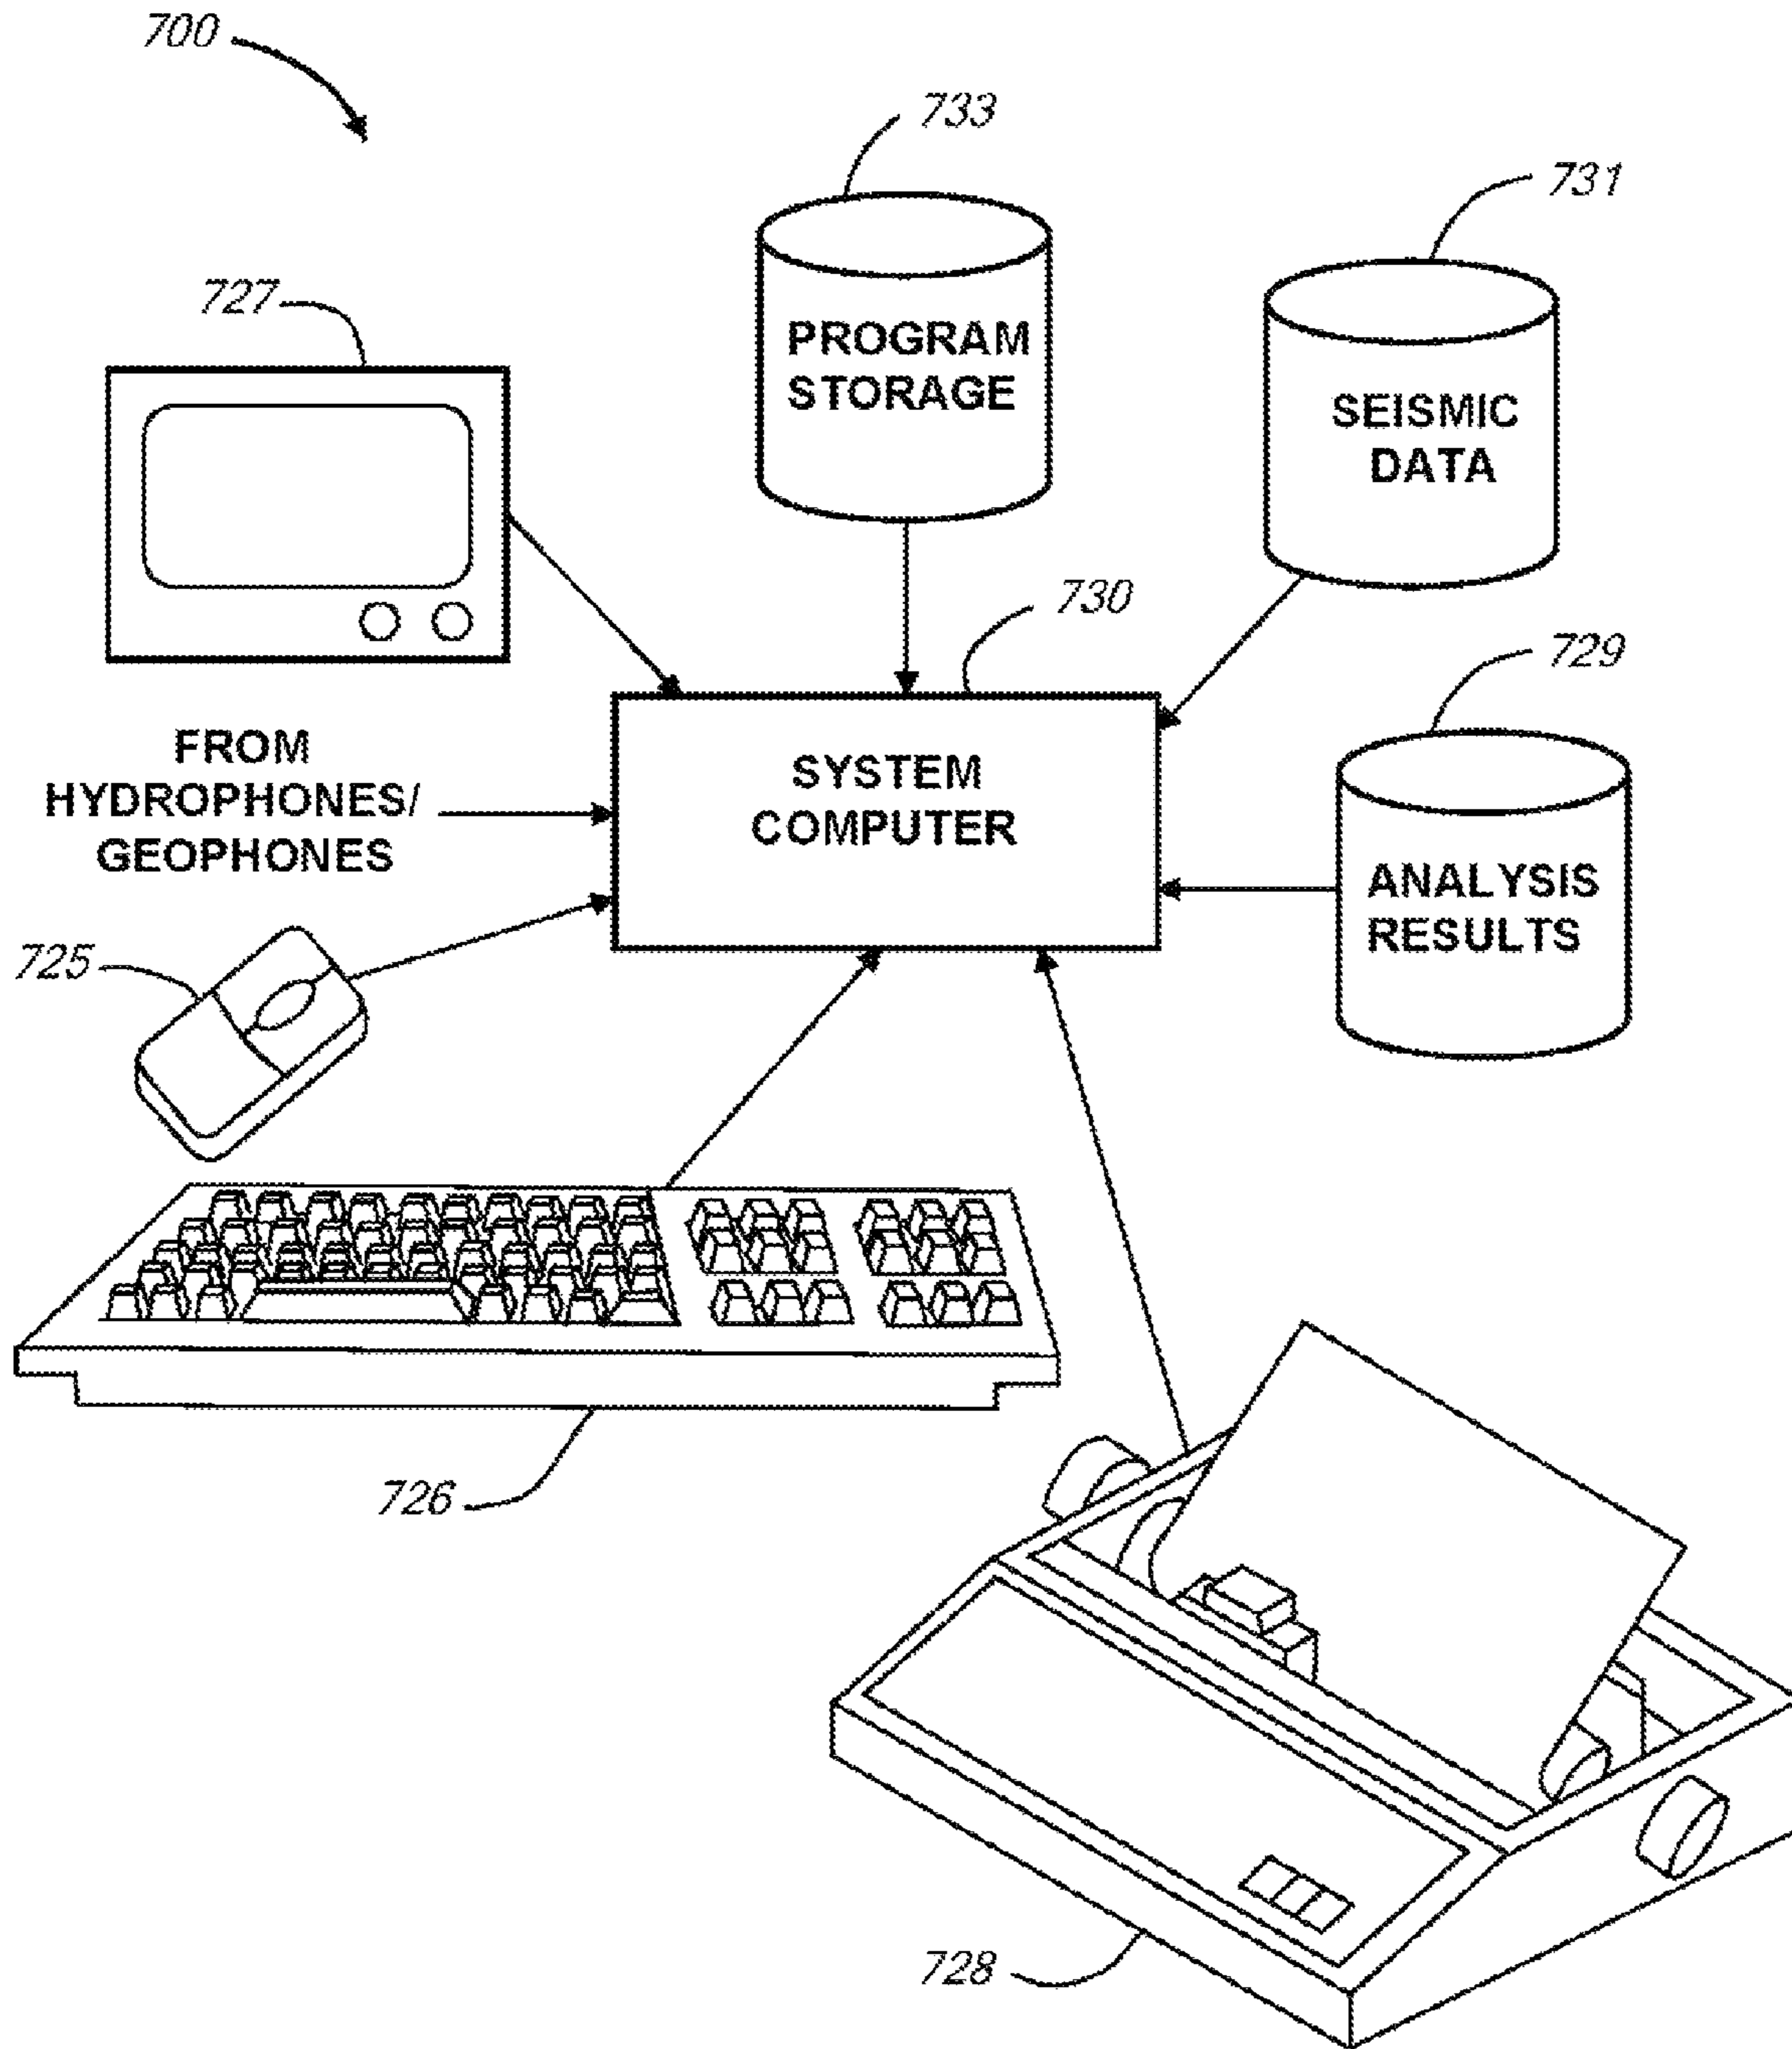 700
733
731
727
PROGRAM
STORAGE
SEISMIC
DATA
730
729
FROM
HYDROPHONES/
GEOPHONES
SYSTEM
COMPUTER
ANALYSIS
RESULTS
725
726
728